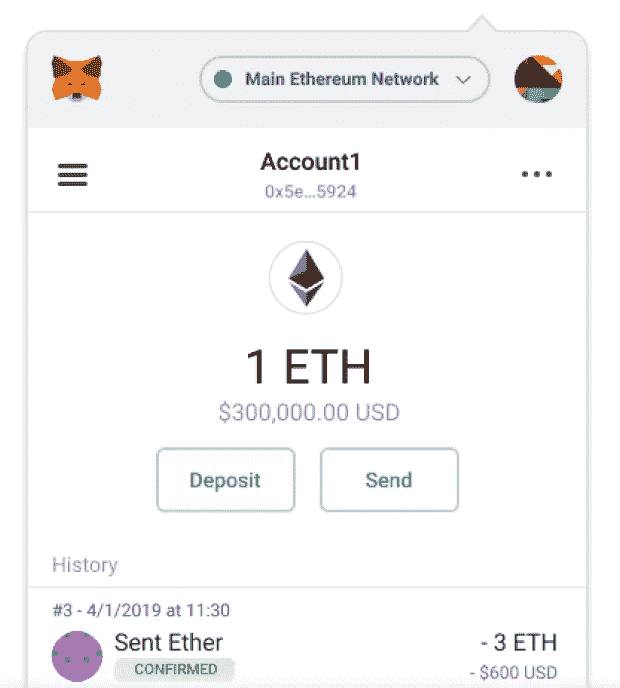 Main Ethereum Network
Account1
0x5e...5924
1 ETH
$300,000.00 USD
Deposit Send
History
#3 - 4/1/2019 at 11:30
Sent Ether - 3 ETH
CONFIRMED - $600 USD